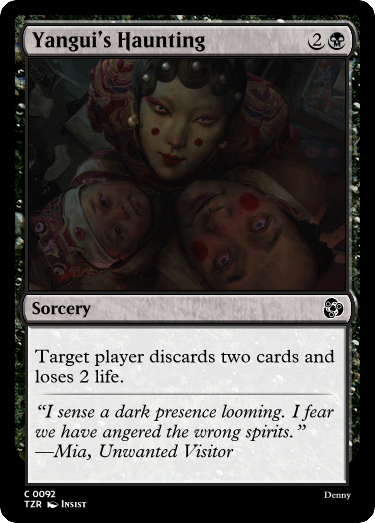 Yangui's Haunting 2
Sorcery
Target player discards two cards and
loses 2 life.
“I sense a dark presence looming. I fear
we have angered the wrong spirits.”
—Mia, Unwanted Visitor
C 0092
TZR Insist Denny